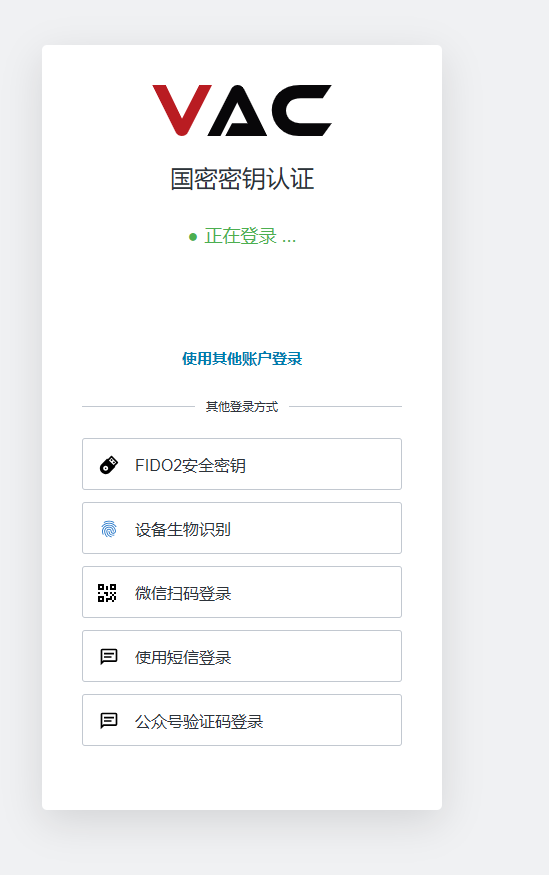 VAC
国密密钥认证
● 正在登录 ...
使用其他账户登录
其他登录方式
FIDO2安全密钥
设备生物识别
微信扫码登录
使用短信登录
公众号验证码登录